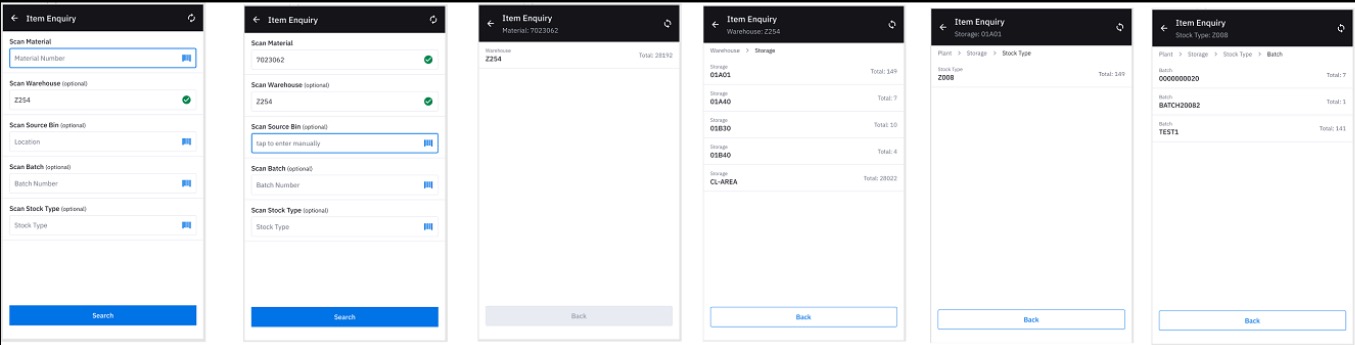 ← Item Enquiry
Scan Material
Material Number
Scan Warehouse (optional)
Z254
Scan Source Bin (optional)
Location
Scan Batch (optional)
Batch Number
Scan Stock Type (optional)
Stock Type
Search
← Item Enquiry
Scan Material
7023062
Scan Warehouse (optional)
Z254
Scan Source Bin (optional)
tap to enter manually
Scan Batch (optional)
Batch Number
Scan Stock Type (optional)
Stock Type
Search
← Item Enquiry
Material: 7023062
Warehouse
Z254 Total: 28192
Back
← Item Enquiry
Warehouse: Z254
Warehouse > Storage
Storage
01A01 Total: 149
Storage
01A40 Total: 7
Storage
01B30 Total: 10
Storage
01B40 Total: 4
Storage
CL-AREA Total: 28022
Back
← Item Enquiry
Storage: 01A01
Plant > Storage > Stock Type
Stock Type
Z008 Total: 149
Back
← Item Enquiry
Stock Type: Z008
Plant > Storage > Stock Type > Batch
Batch
0000000020 Total: 7
Batch
BATCH20082 Total: 1
Batch
TEST1 Total: 141
Back